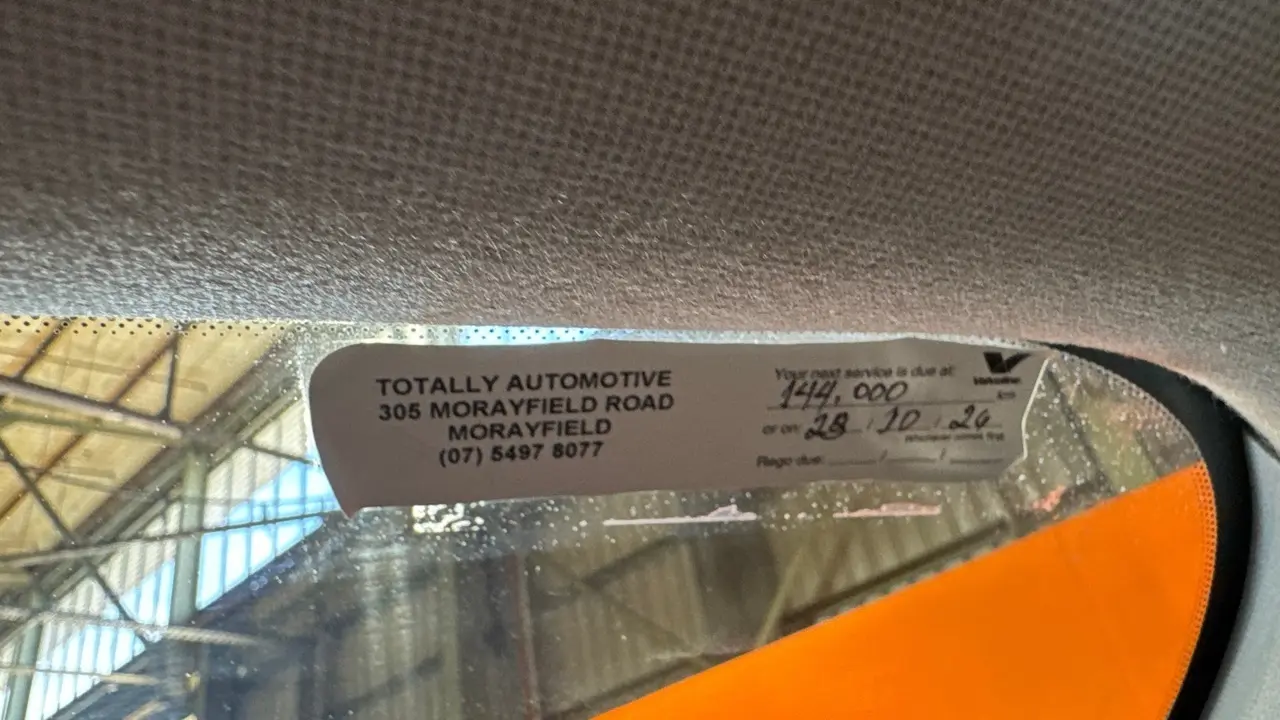 TOTALLY AUTOMOTIVE
305 MORAYFIELD ROAD
MORAYFIELD
(07) 5497 8077
Valvoline
Your next service is due at:
144,000 km
or on: 28 / 10 / 26
Whichever comes first
Rego due: / /